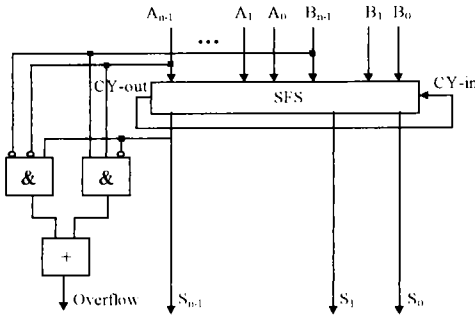 Aₙ₋₁ A₁ A₀ Bₙ₋₁ B₁ B₀
...
CY-out CY-in
SFS
& &
+
Overflow Sₙ₋₁ S₁ S₀